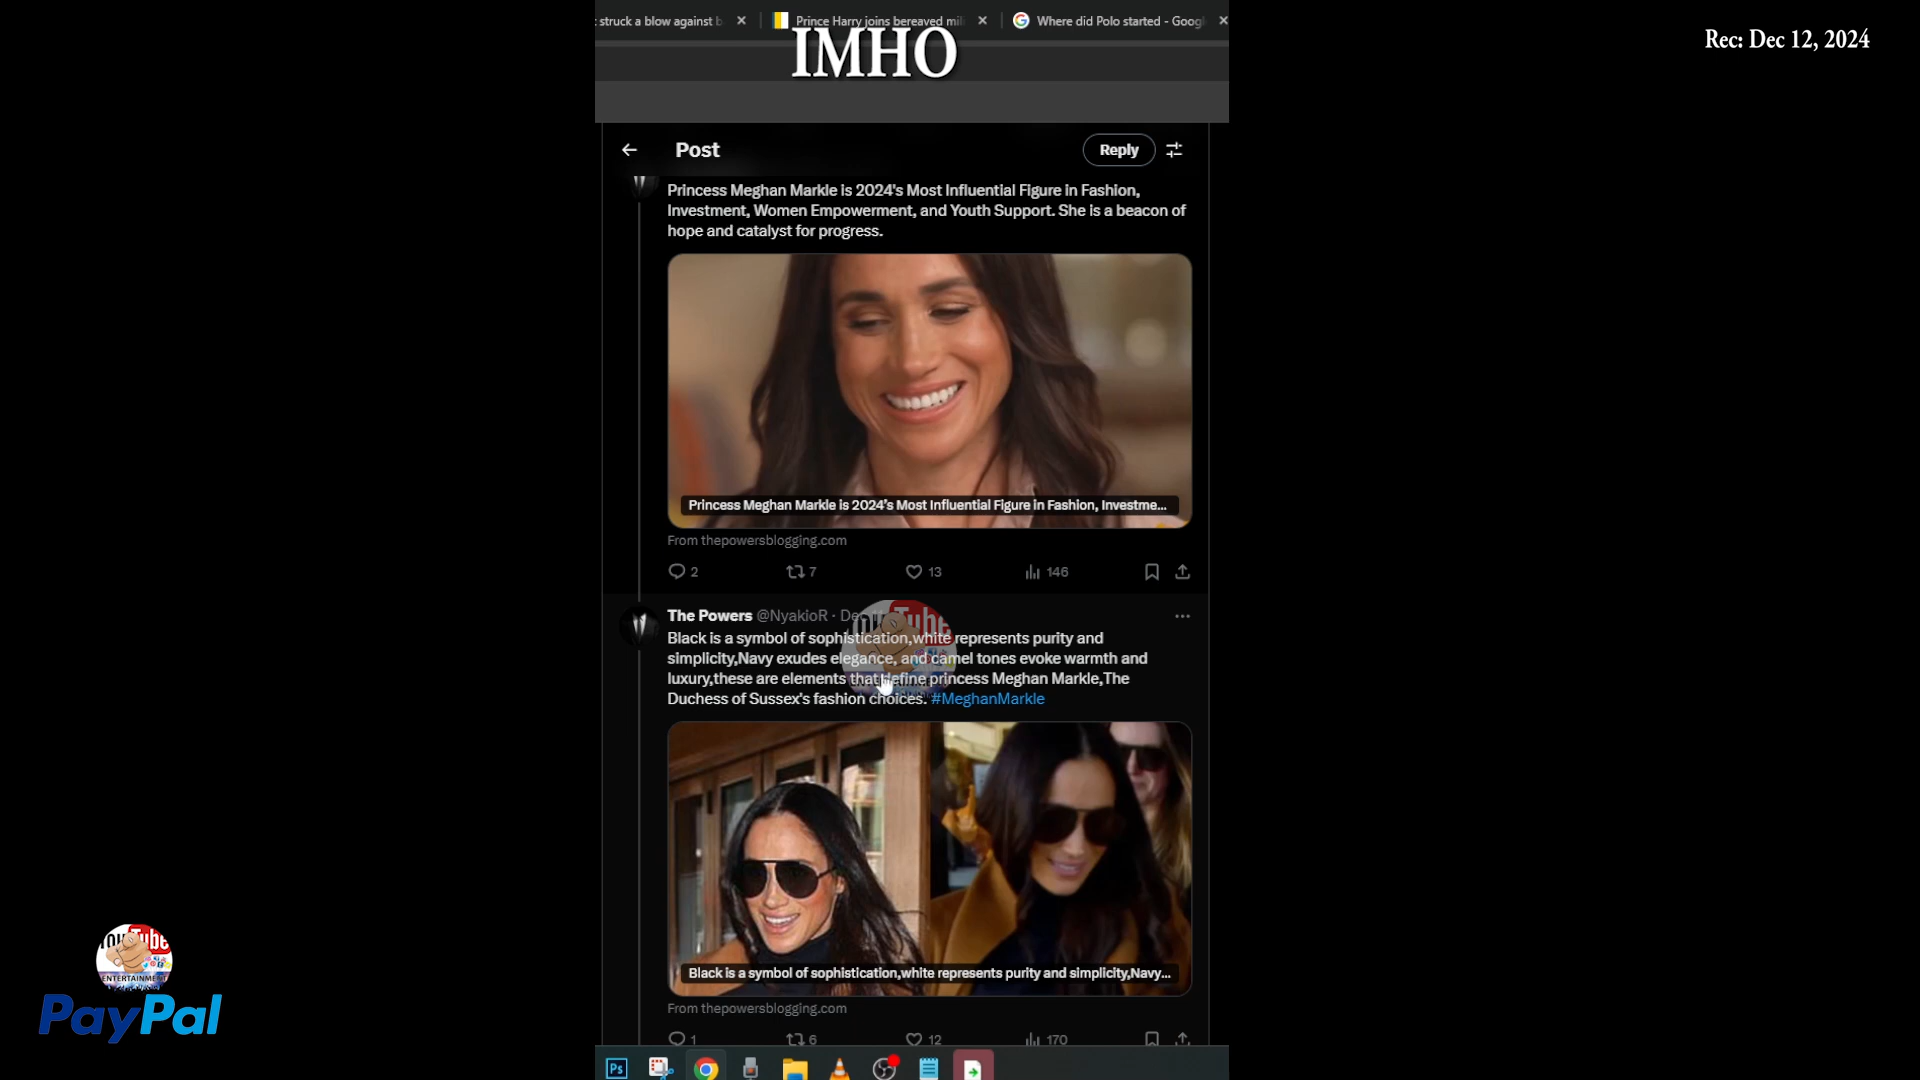 struck a blow against b
Prince Harry joins bereaved mil
Where did Polo started - Goog
IMHO
Rec: Dec 12, 2024
Post
Reply
Princess Meghan Markle is 2024's Most Influential Figure in Fashion,
Investment, Women Empowerment, and Youth Support. She is a beacon of
hope and catalyst for progress.
Princess Meghan Markle is 2024's Most Influential Figure in Fashion, Investme...
From thepowersblogging.com
2 7 13 146
The Powers @NyakioR · De
Black is a symbol of sophistication,white represents purity and
simplicity,Navy exudes elegance, and camel tones evoke warmth and
luxury,these are elements that define princess Meghan Markle,The
Duchess of Sussex's fashion choices. #MeghanMarkle
Black is a symbol of sophistication,white represents purity and simplicity,Navy...
From thepowersblogging.com
1 6 12 170
YouTube
ENTERTAINMENT
PayPal
Ps